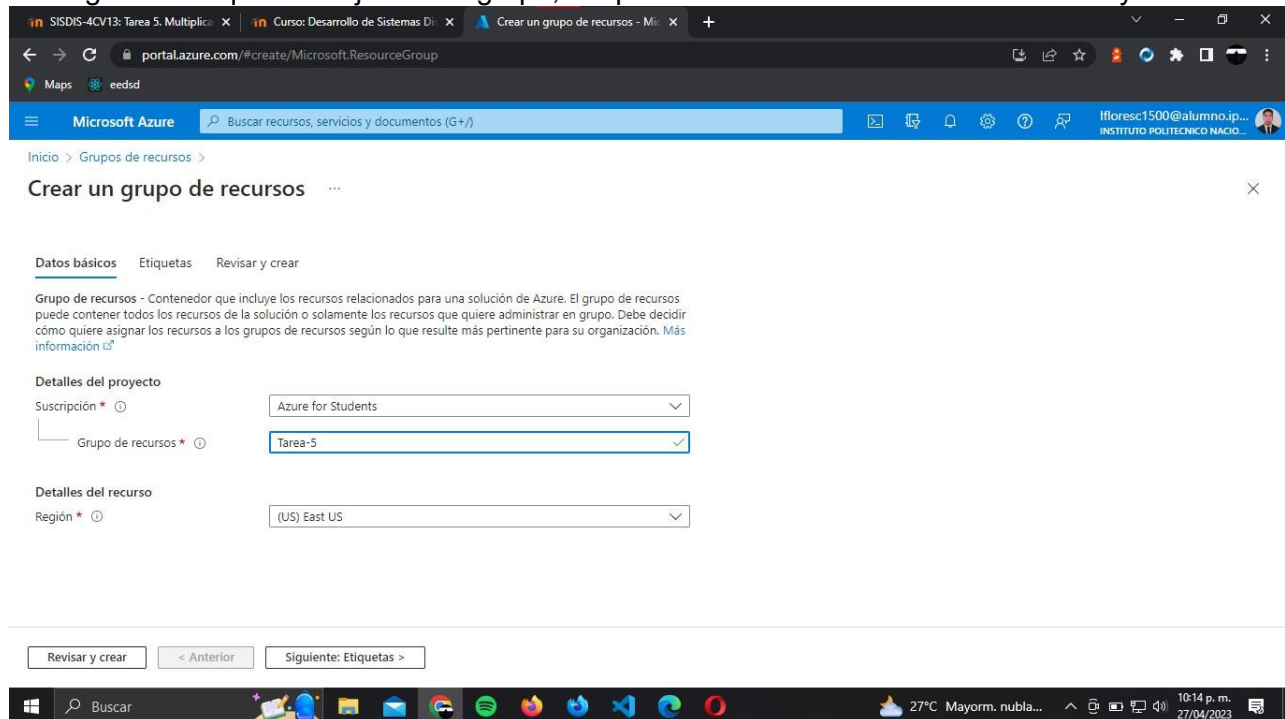 SISDIS-4CV13: Tarea 5. Multiplica
Curso: Desarrollo de Sistemas Di
Crear un grupo de recursos - Mic
portal.azure.com/#create/Microsoft.ResourceGroup
Maps eedsd
Microsoft Azure
Buscar recursos, servicios y documentos (G+/)
lfloresc1500@alumno.ip...
INSTITUTO POLITECNICO NACIO...
Inicio > Grupos de recursos >
Crear un grupo de recursos ...
Datos básicos Etiquetas Revisar y crear
Grupo de recursos - Contenedor que incluye los recursos relacionados para una solución de Azure. El grupo de recursos
puede contener todos los recursos de la solución o solamente los recursos que quiere administrar en grupo. Debe decidir
cómo quiere asignar los recursos a los grupos de recursos según lo que resulte más pertinente para su organización. Más
información
Detalles del proyecto
Suscripción * Azure for Students
Grupo de recursos * Tarea-5
Detalles del recurso
Región * (US) East US
Revisar y crear < Anterior Siguiente: Etiquetas >
Buscar
27°C Mayorm. nubla...
10:14 p. m.
27/04/2023